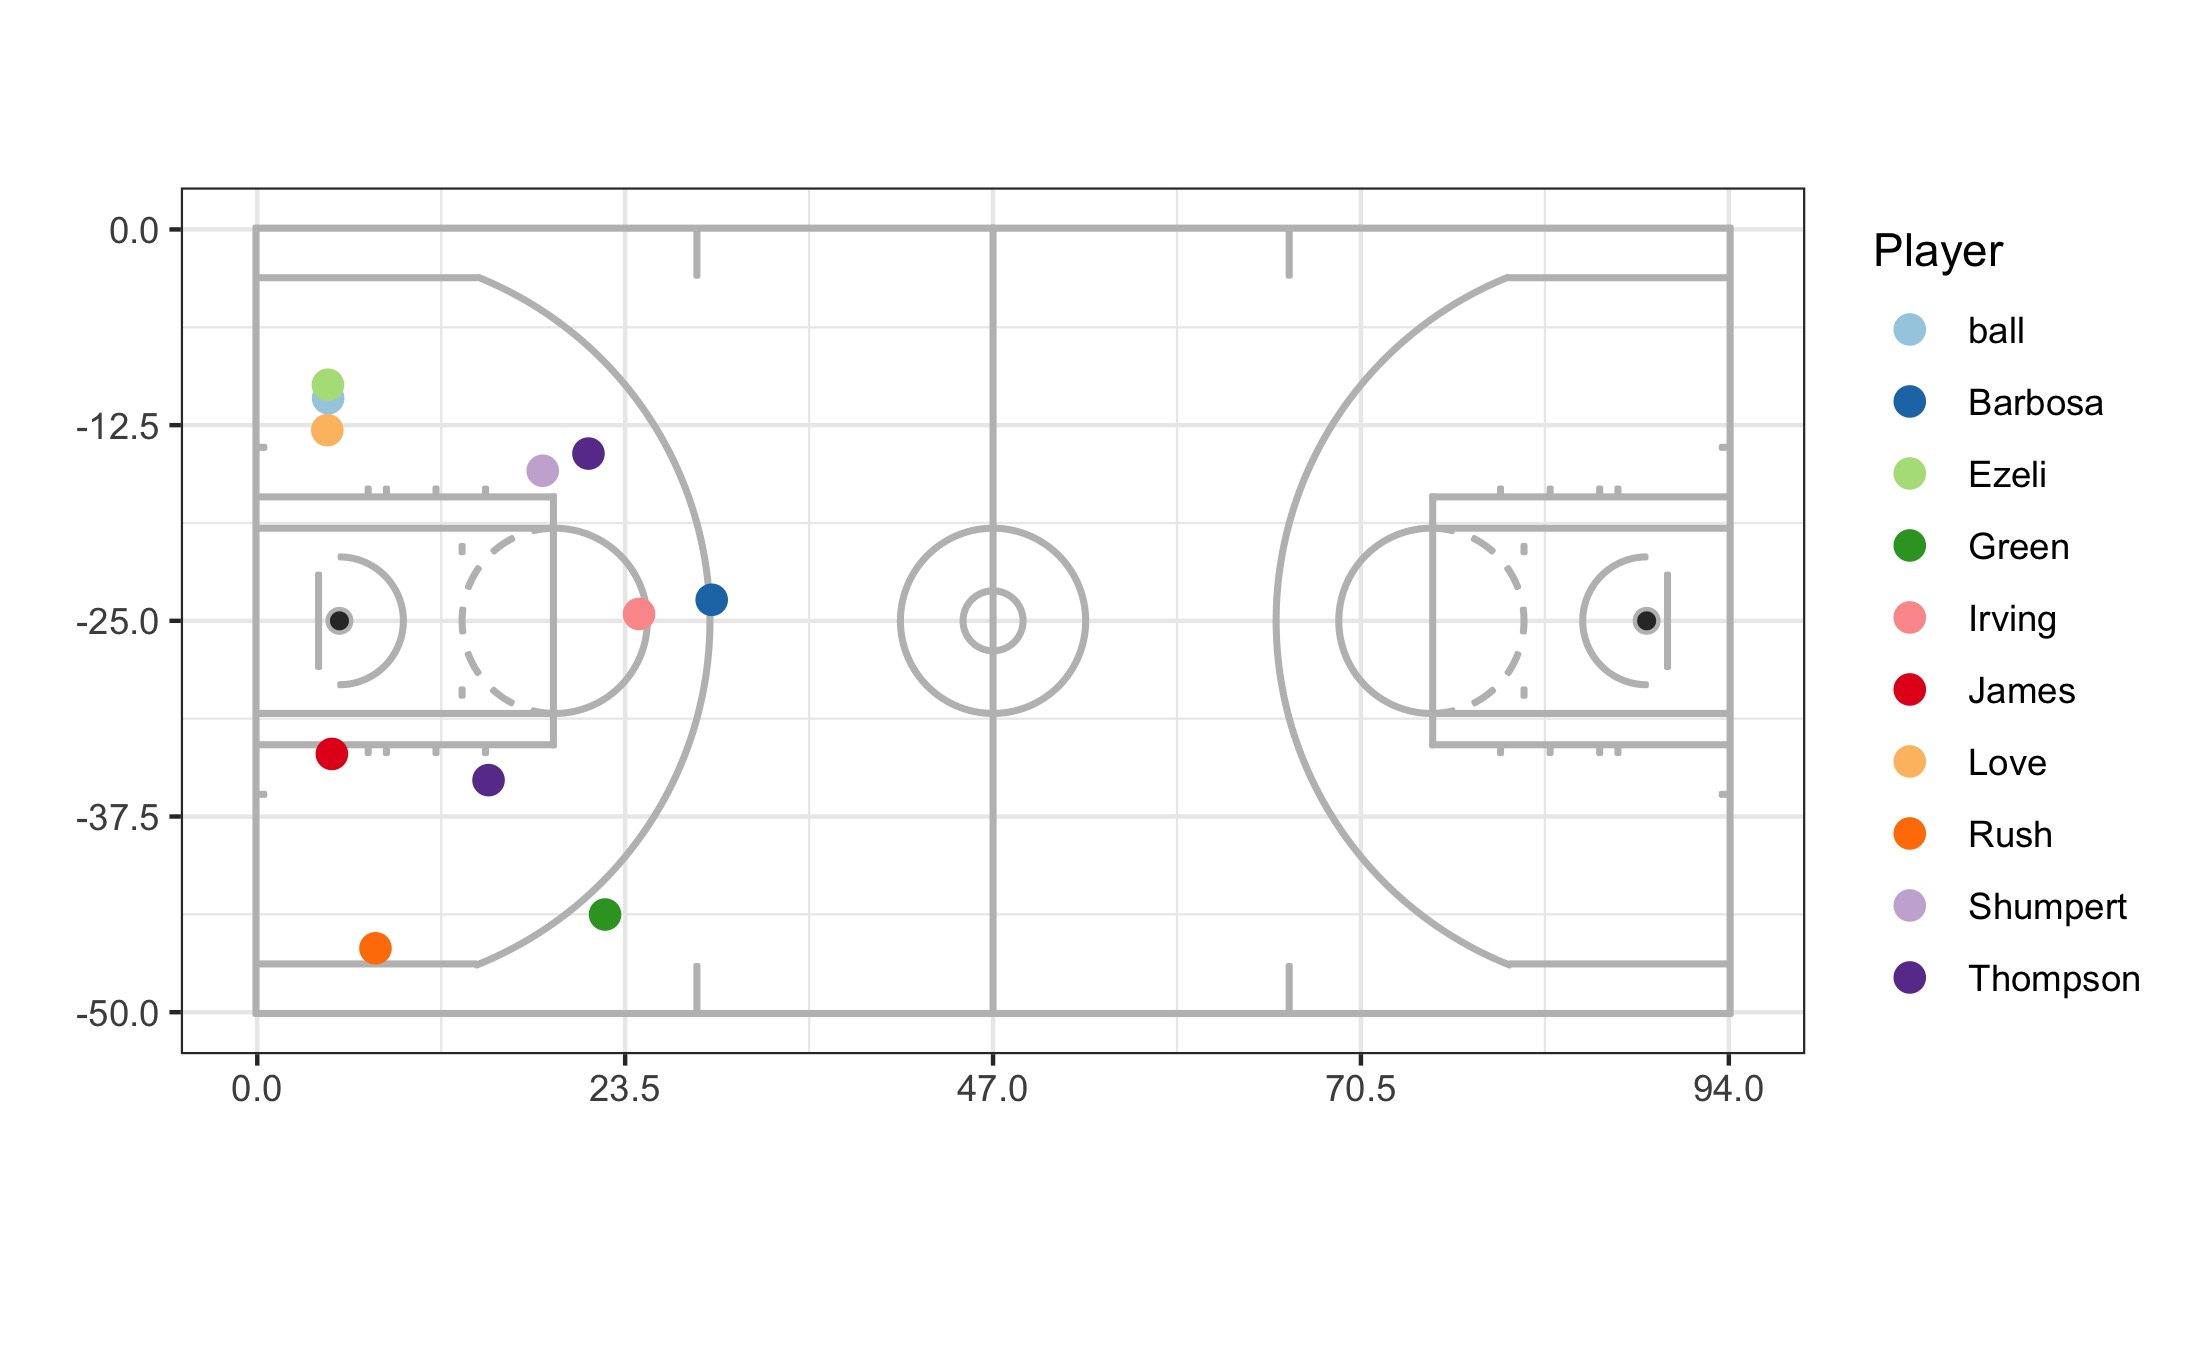 0.0
-12.5
-25.0
-37.5
-50.0
0.0 23.5 47.0 70.5 94.0
Player
ball
Barbosa
Ezeli
Green
Irving
James
Love
Rush
Shumpert
Thompson